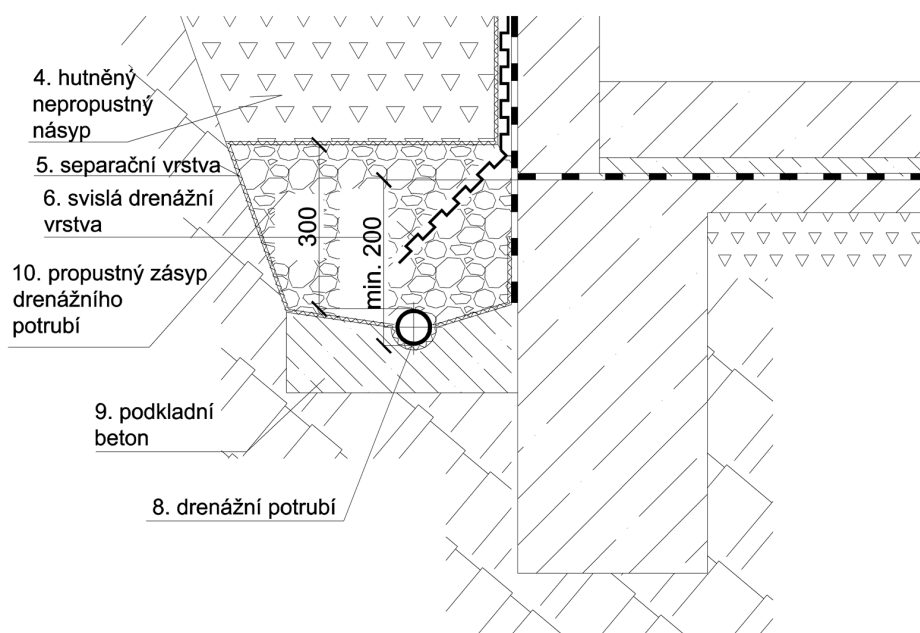 4. hutněný
nepropustný
násyp
5. separační vrstva
6. svislá drenážní
vrstva
10. propustný zásyp
drenážního
potrubí
300
min. 200
9. podkladní
beton
8. drenážní potrubí